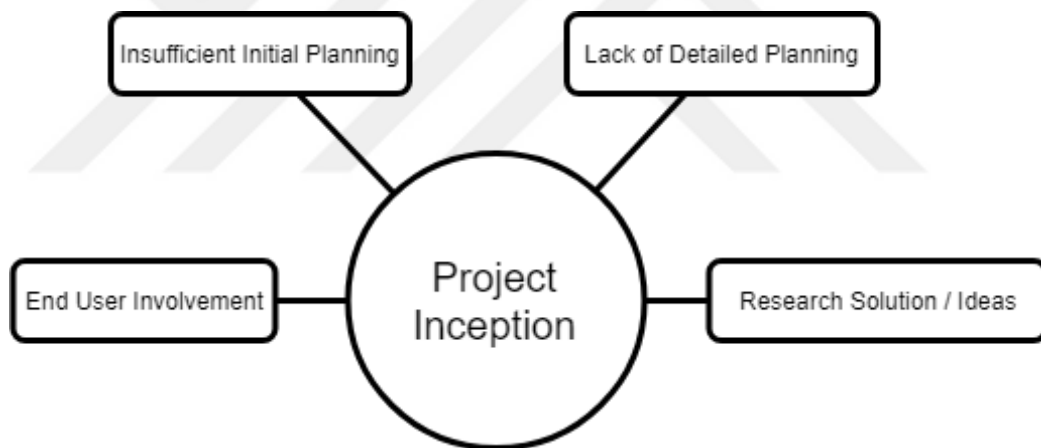 Insufficient Initial Planning
Lack of Detailed Planning
End User Involvement
Project
Inception
Research Solution / Ideas